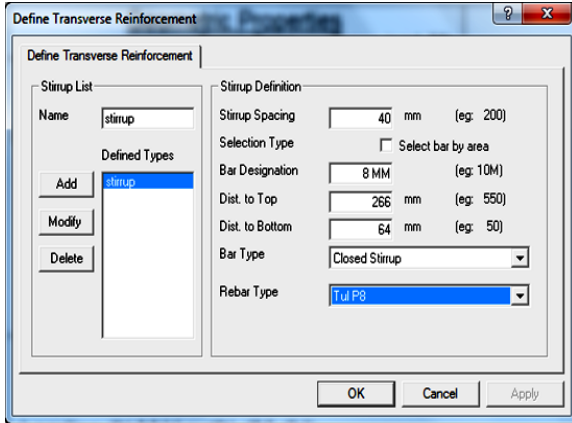 Define Transverse Reinforcement
Define Transverse Reinforcement
Stirrup List
Name stirrup
Defined Types
stirrup
Add
Modify
Delete
Stirrup Definition
Stirrup Spacing 40 mm (eg: 200)
Selection Type Select bar by area
Bar Designation 8 MM (eg: 10M)
Dist. to Top 266 mm (eg: 550)
Dist. to Bottom 64 mm (eg: 50)
Bar Type Closed Stirrup
Rebar Type Tul P8
OK Cancel Apply